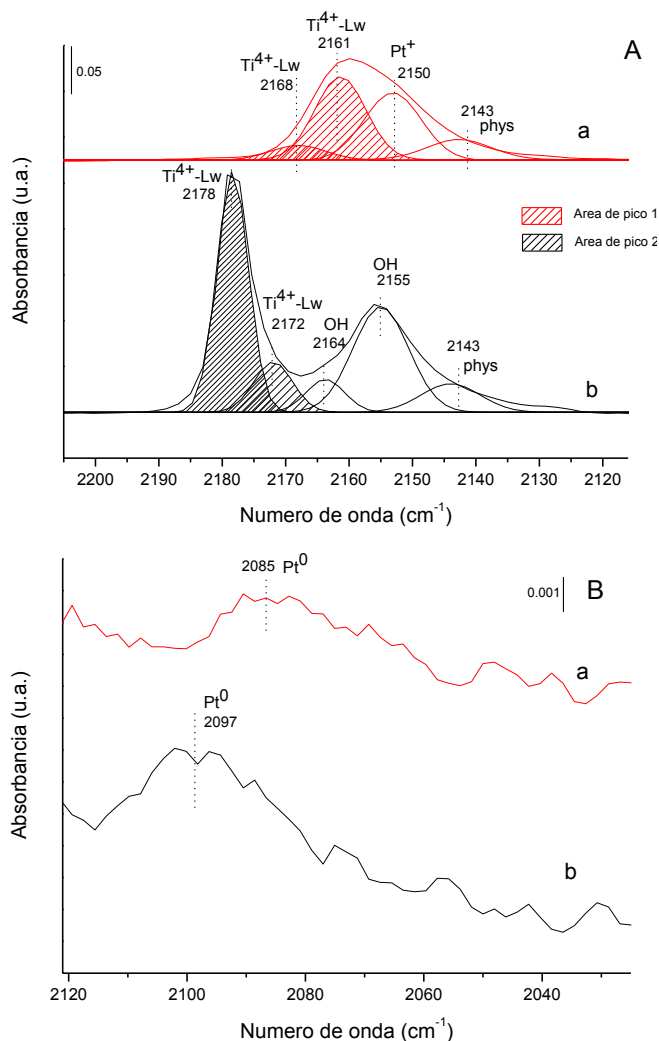 A
Ti4+-Lw
2161
Pt+
2150
Ti4+-Lw
2168
2143
phys
0.05
a
Ti4+-Lw
2178
Area de pico 1
Area de pico 2
OH
2155
Ti4+-Lw
2172
OH
2164
2143
phys
b
Absorbancia (u.a.)
2200 2190 2180 2170 2160 2150 2140 2130 2120
Numero de onda (cm-1)
B
2085 Pt0
0.001
a
Pt0
2097
b
Absorbancia (u.a.)
2120 2100 2080 2060 2040
Numero de onda (cm-1)